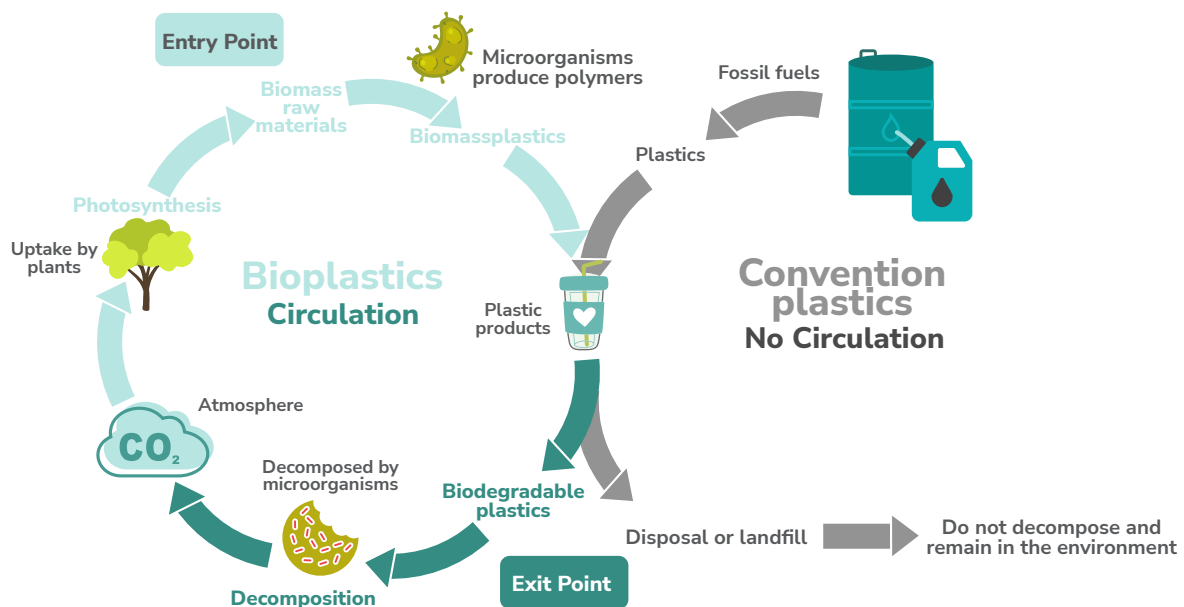 Entry Point
Microorganisms
produce polymers
Fossil fuels
Biomass
raw
materials
Biomassplastics
Plastics
Photosynthesis
Uptake by
plants
Bioplastics
Circulation
Convention
plastics
No Circulation
Plastic
products
Atmosphere
CO₂
Decomposed by
microorganisms
Biodegradable
plastics
Disposal or landfill
Do not decompose and
remain in the environment
Exit Point
Decomposition